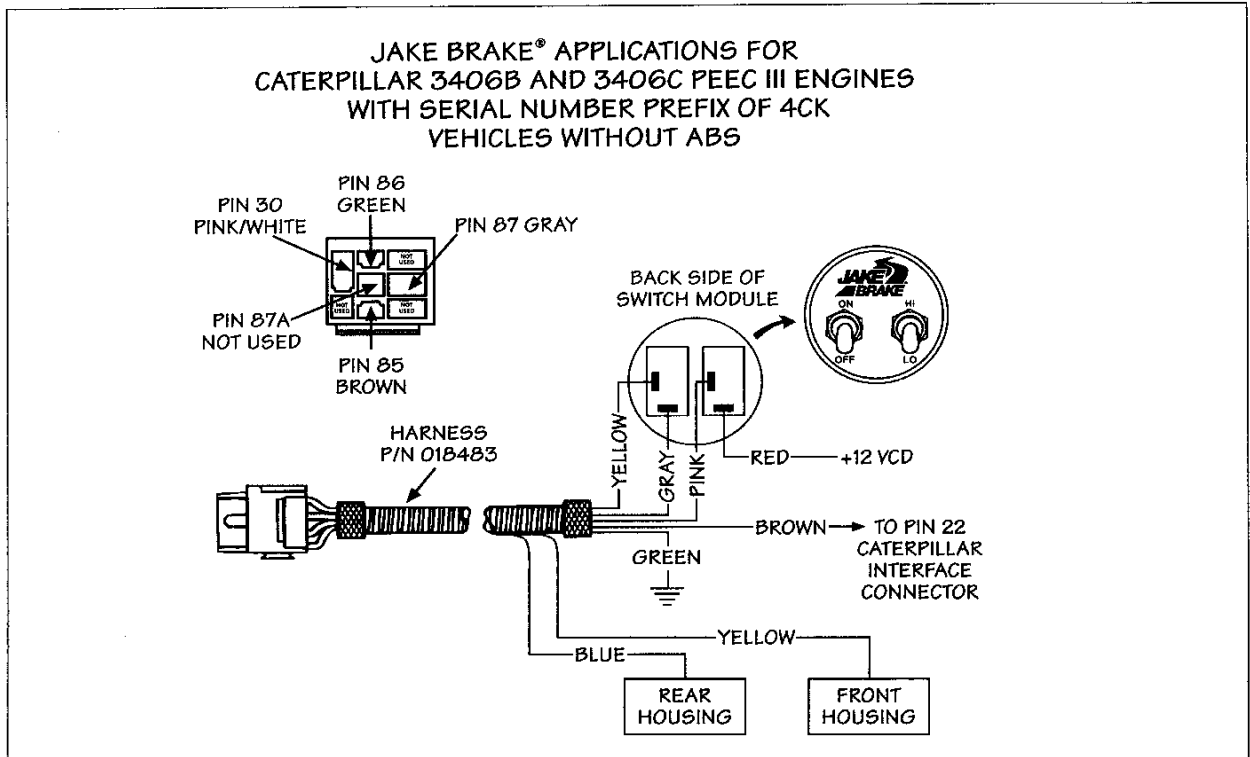 JAKE BRAKE® APPLICATIONS FOR
CATERPILLAR 3406B AND 3406C PEEC III ENGINES
WITH SERIAL NUMBER PREFIX OF 4CK
VEHICLES WITHOUT ABS
PIN 86
GREEN
PIN 30
PINK/WHITE
PIN 87 GRAY
NOT
USED
NOT
USED
NOT
USED
PIN 87A
NOT USED
PIN 85
BROWN
BACK SIDE OF
SWITCH MODULE
JAKE
BRAKE
ON
HI
OFF
LO
HARNESS
P/N 018483
YELLOW
GRAY
PINK
RED
+12 VCD
BROWN
TO PIN 22
CATERPILLAR
INTERFACE
CONNECTOR
GREEN
YELLOW
BLUE
REAR
HOUSING
FRONT
HOUSING